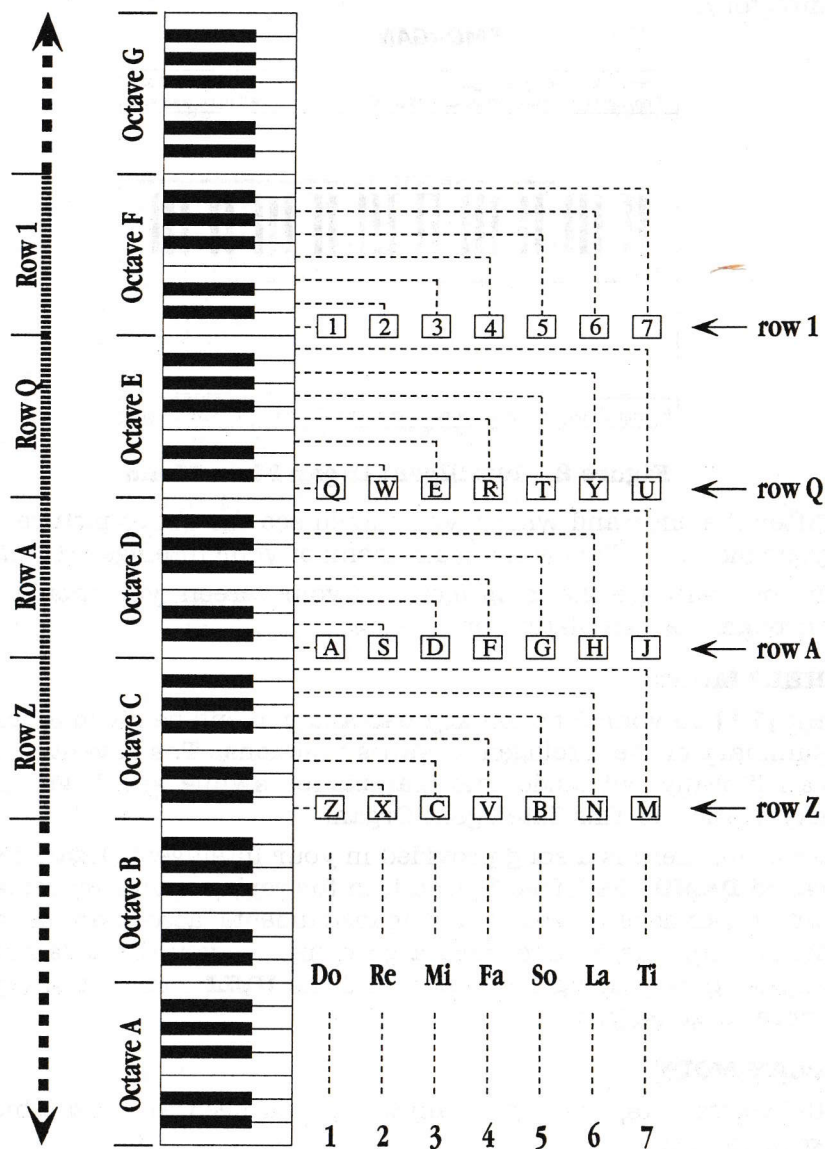 Octave G
Row 1
Octave F
1 2 3 4 5 6 7
row 1
Row Q
Octave E
Q W E R T Y U
row Q
Row A
Octave D
A S D F G H J
row A
Row Z
Octave C
Z X C V B N M
row Z
Octave B
Do Re Mi Fa So La Ti
Octave A
1 2 3 4 5 6 7